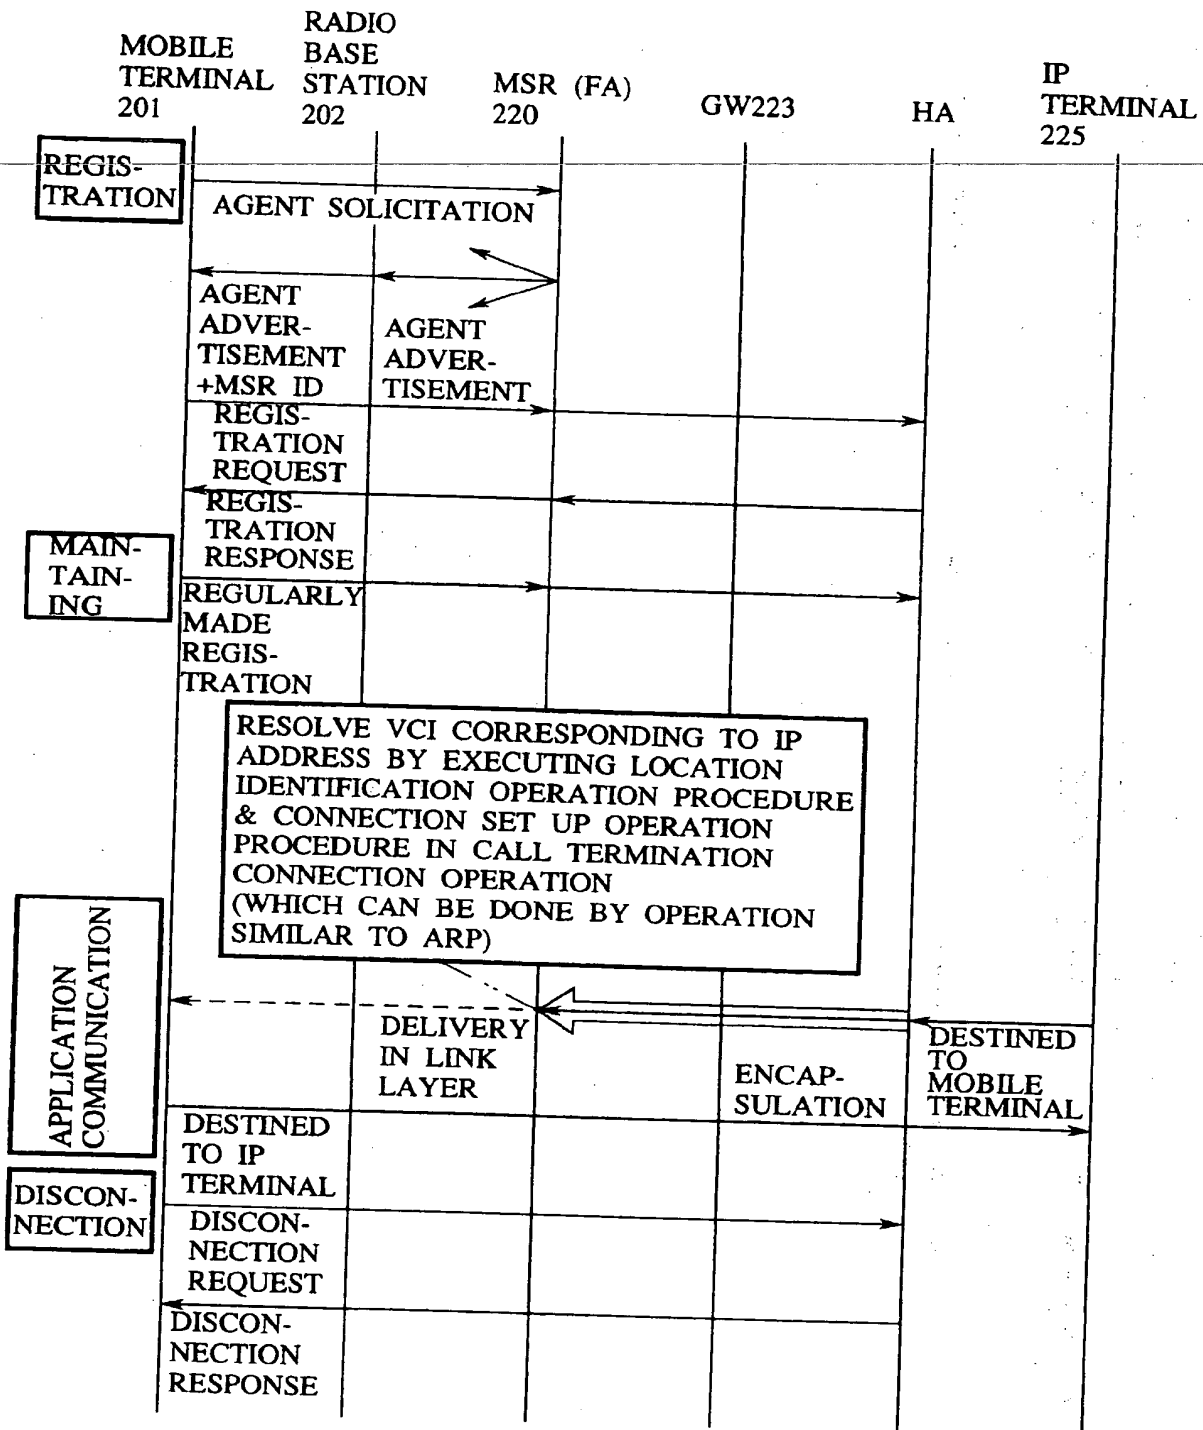 MOBILE
TERMINAL
201
RADIO
BASE
STATION
202
MSR (FA)
220
GW223
HA
IP
TERMINAL
225
REGIS-
TRATION
AGENT SOLICITATION
AGENT
ADVER-
TISEMENT
+MSR ID
AGENT
ADVER-
TISEMENT
REGIS-
TRATION
REQUEST
REGIS-
TRATION
RESPONSE
MAIN-
TAIN-
ING
REGULARLY
MADE
REGIS-
TRATION
RESOLVE VCI CORRESPONDING TO IP
ADDRESS BY EXECUTING LOCATION
IDENTIFICATION OPERATION PROCEDURE
& CONNECTION SET UP OPERATION
PROCEDURE IN CALL TERMINATION
CONNECTION OPERATION
(WHICH CAN BE DONE BY OPERATION
SIMILAR TO ARP)
APPLICATION
COMMUNICATION
DELIVERY
IN LINK
LAYER
ENCAP-
SULATION
DESTINED
TO
MOBILE
TERMINAL
DESTINED
TO IP
TERMINAL
DISCON-
NECTION
DISCON-
NECTION
REQUEST
DISCON-
NECTION
RESPONSE